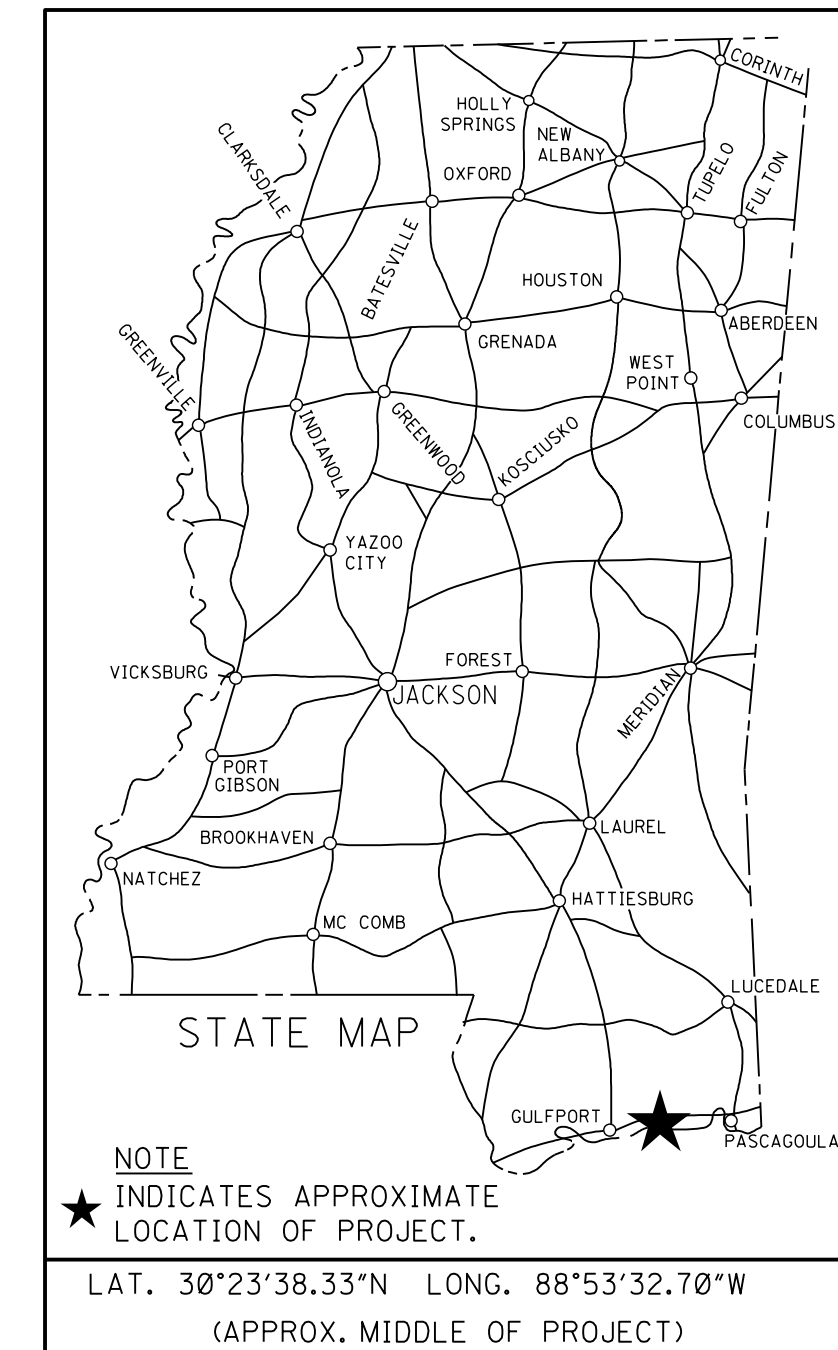 CORINTH
HOLLY
SPRINGS
NEW
ALBANY
CLARKSDALE
OXFORD
TUPELO
FULTON
BATESVILLE
HOUSTON
ABERDEEN
GREENVILLE
GRENADA
WEST
POINT
COLUMBUS
INDIANOLA
GREENWOOD
KOSCIUSKO
YAZOO
CITY
VICKSBURG
FOREST
JACKSON
MERIDIAN
PORT
GIBSON
BROOKHAVEN
LAUREL
NATCHEZ
HATTIESBURG
MC COMB
LUCEDALE
STATE MAP
GULFPORT
PASCAGOULA
NOTE
INDICATES APPROXIMATE
LOCATION OF PROJECT.
LAT. 30°23'38.33"N LONG. 88°53'32.70"W
(APPROX. MIDDLE OF PROJECT)